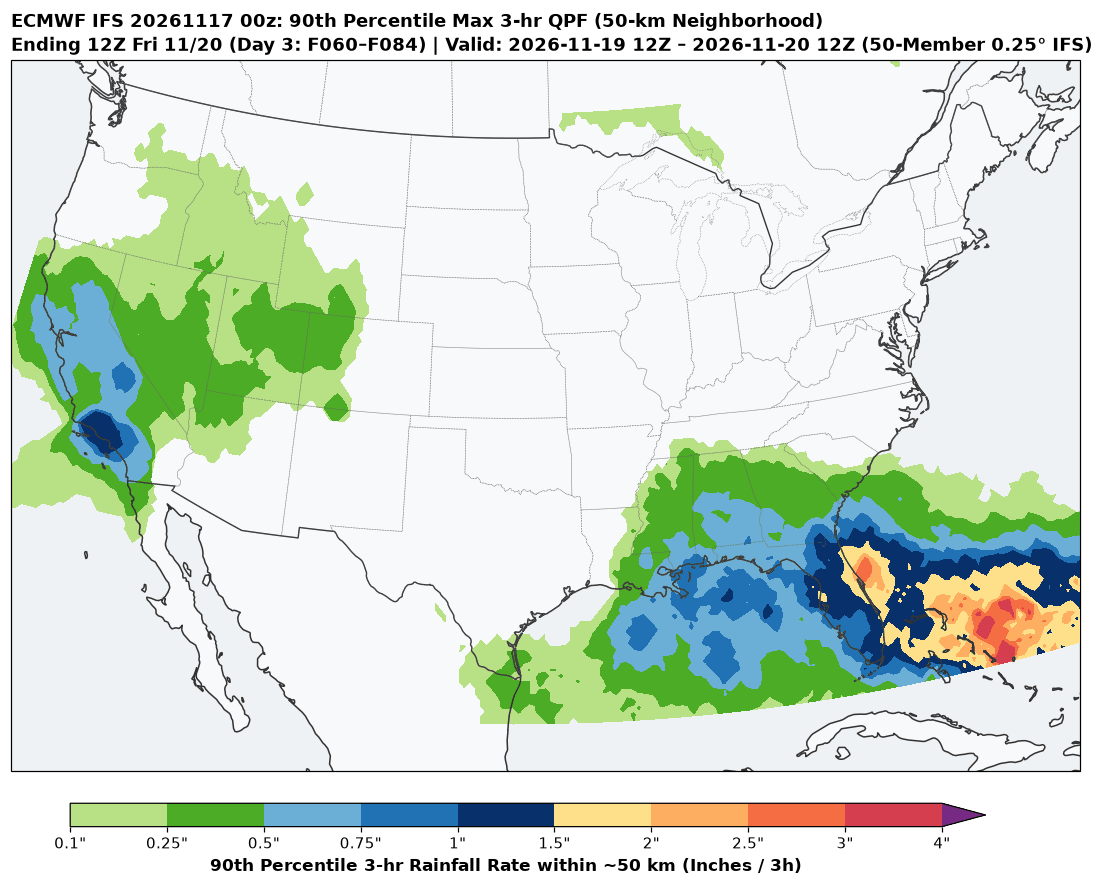 ECMWF IFS 20261117 00z: 90th Percentile Max 3-hr QPF (50-km Neighborhood)
Ending 12Z Fri 11/20 (Day 3: F060–F084) | Valid: 2026-11-19 12Z – 2026-11-20 12Z (50-Member 0.25° IFS)
0.1" 0.25" 0.5" 0.75" 1" 1.5" 2" 2.5" 3" 4"
90th Percentile 3-hr Rainfall Rate within ~50 km (Inches / 3h)